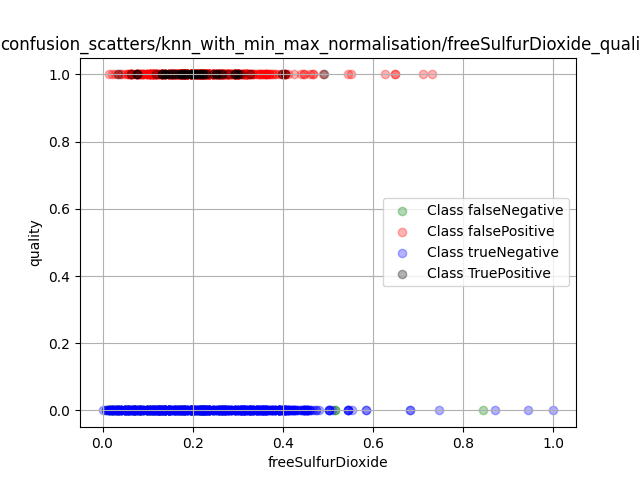 confusion_scatters/knn_with_min_max_normalisation/freeSulfurDioxide_quali
1.0
0.8
0.6
0.4
0.2
0.0
quality
Class falseNegative
Class falsePositive
Class trueNegative
Class TruePositive
0.0 0.2 0.4 0.6 0.8 1.0
freeSulfurDioxide